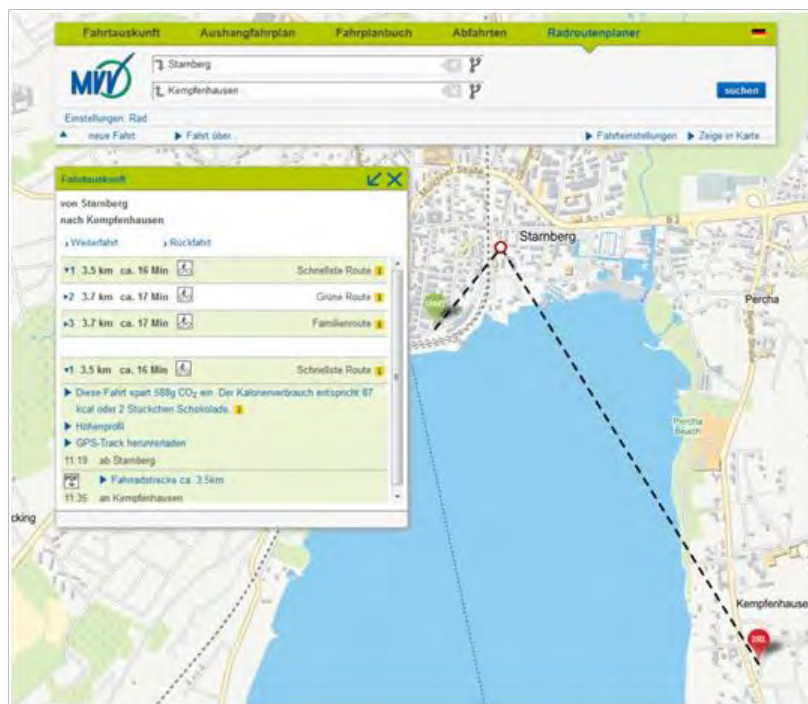 Fahrtauskunft Aushangfahrplan Fahrplanbuch Abfahrten Radroutenplaner
MVV
Starnberg
Kempfenhausen
suchen
Einstellungen: Rad
neue Fahrt Fahrt über... Fahrteinstellungen Zeige in Karte...
Fahrtauskunft
von Starnberg
nach Kempfenhausen
Weiterfahrt Rückfahrt
1 3.5 km ca. 16 Min Schnellste Route
2 3.7 km ca. 17 Min Grüne Route
3 3.7 km ca. 17 Min Familienroute
1 3.5 km ca. 16 Min Schnellste Route
Diese Fahrt spart 588g CO2 ein. Der Kalorienverbrauch entspricht 87
kcal oder 2 Stückchen Schokolade.
Höhenprofil
GPS-Track herunterladen
11:19 ab Starnberg
Fahrradstrecke ca. 3.5km
11:35 an Kempfenhausen
B 2
Starnberg
START
Percha
Percha
Beach
Kempfenhause
ZIEL
cking